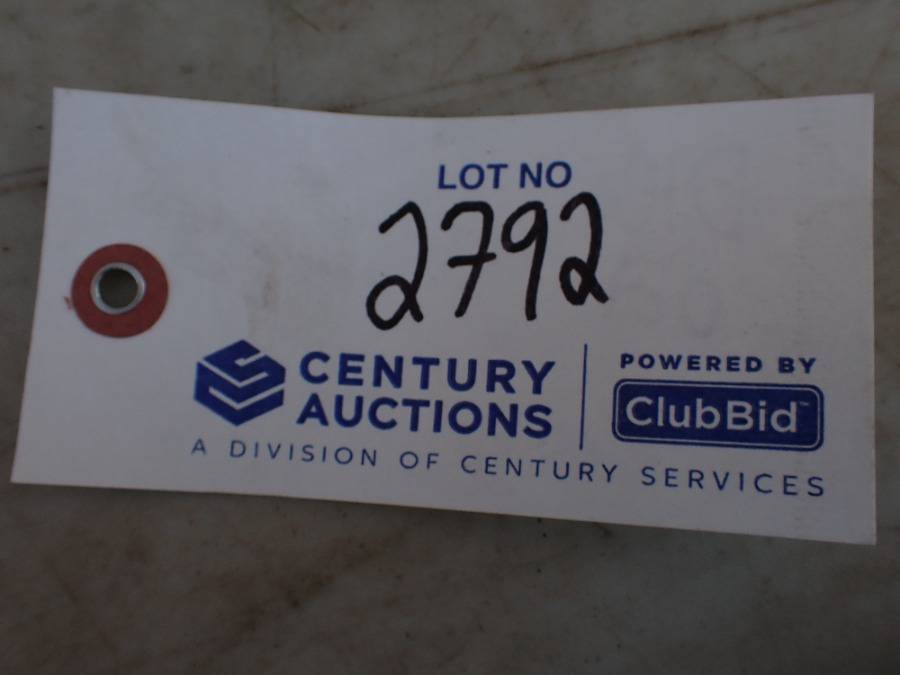 LOT NO
2792
CENTURY AUCTIONS
POWERED BY
ClubBid™
A DIVISION OF CENTURY SERVICES